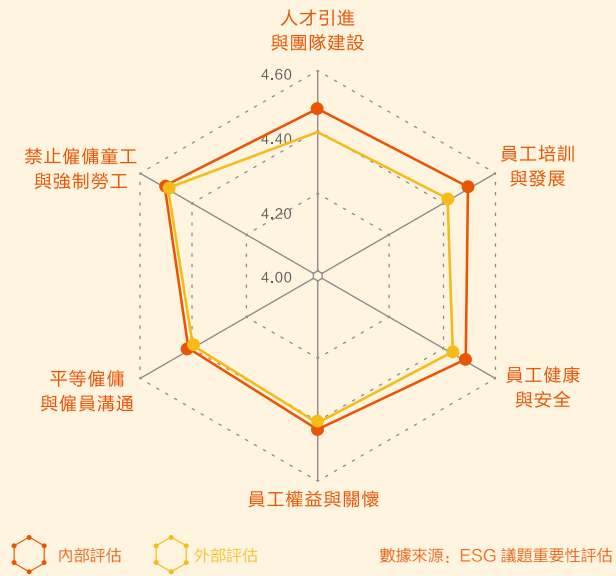 人才引進
與團隊建設
4.60
4.40
4.20
4.00
禁止僱傭童工
與強制勞工
員工培訓
與發展
平等僱傭
與僱員溝通
員工健康
與安全
員工權益與關懷
內部評估
外部評估
數據來源：ESG 議題重要性評估